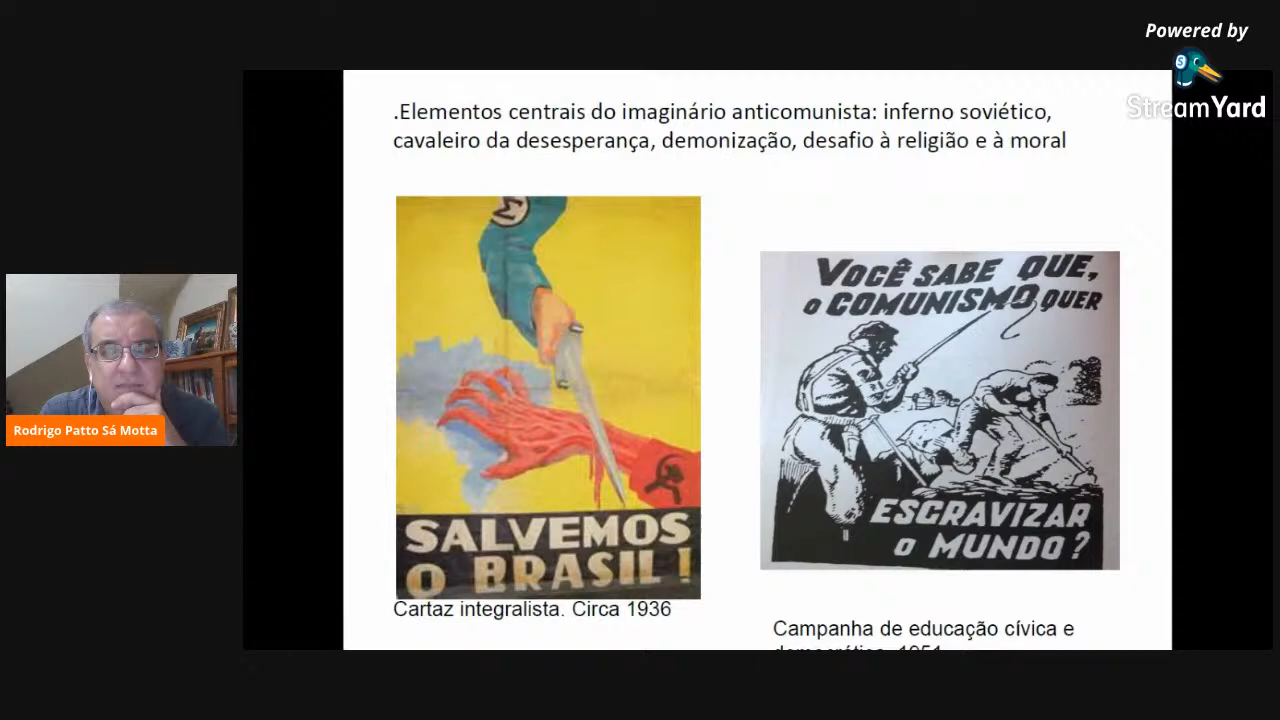 Powered by
StreamYard
.Elementos centrais do imaginário anticomunista: inferno soviético,
cavaleiro da desesperança, demonização, desafio à religião e à moral
SALVEMOS
O BRASIL!
Cartaz integralista. Circa 1936
VOCÊ SABE QUE,
O COMUNISMO QUER
ESCRAVIZAR
O MUNDO?
Campanha de educação cívica e
democrática. 1951
Rodrigo Patto Sá Motta